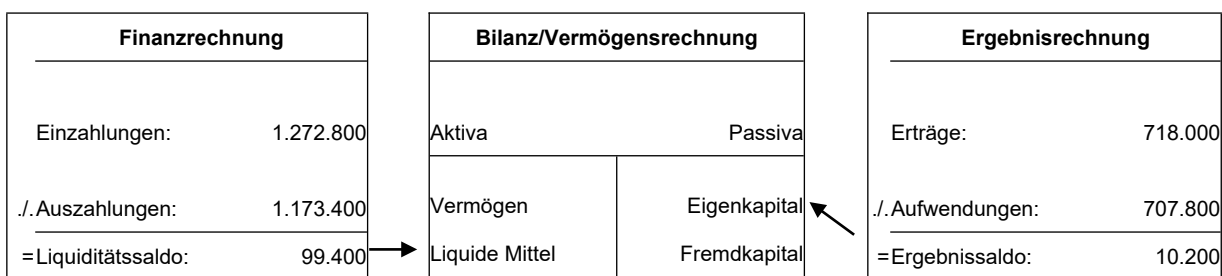 Finanzrechnung
Einzahlungen: 1.272.800
./. Auszahlungen: 1.173.400
= Liquiditätssaldo: 99.400
Bilanz/Vermögensrechnung
Aktiva Passiva
Vermögen Eigenkapital
Liquide Mittel Fremdkapital
Ergebnisrechnung
Erträge: 718.000
./. Aufwendungen: 707.800
= Ergebnissaldo: 10.200